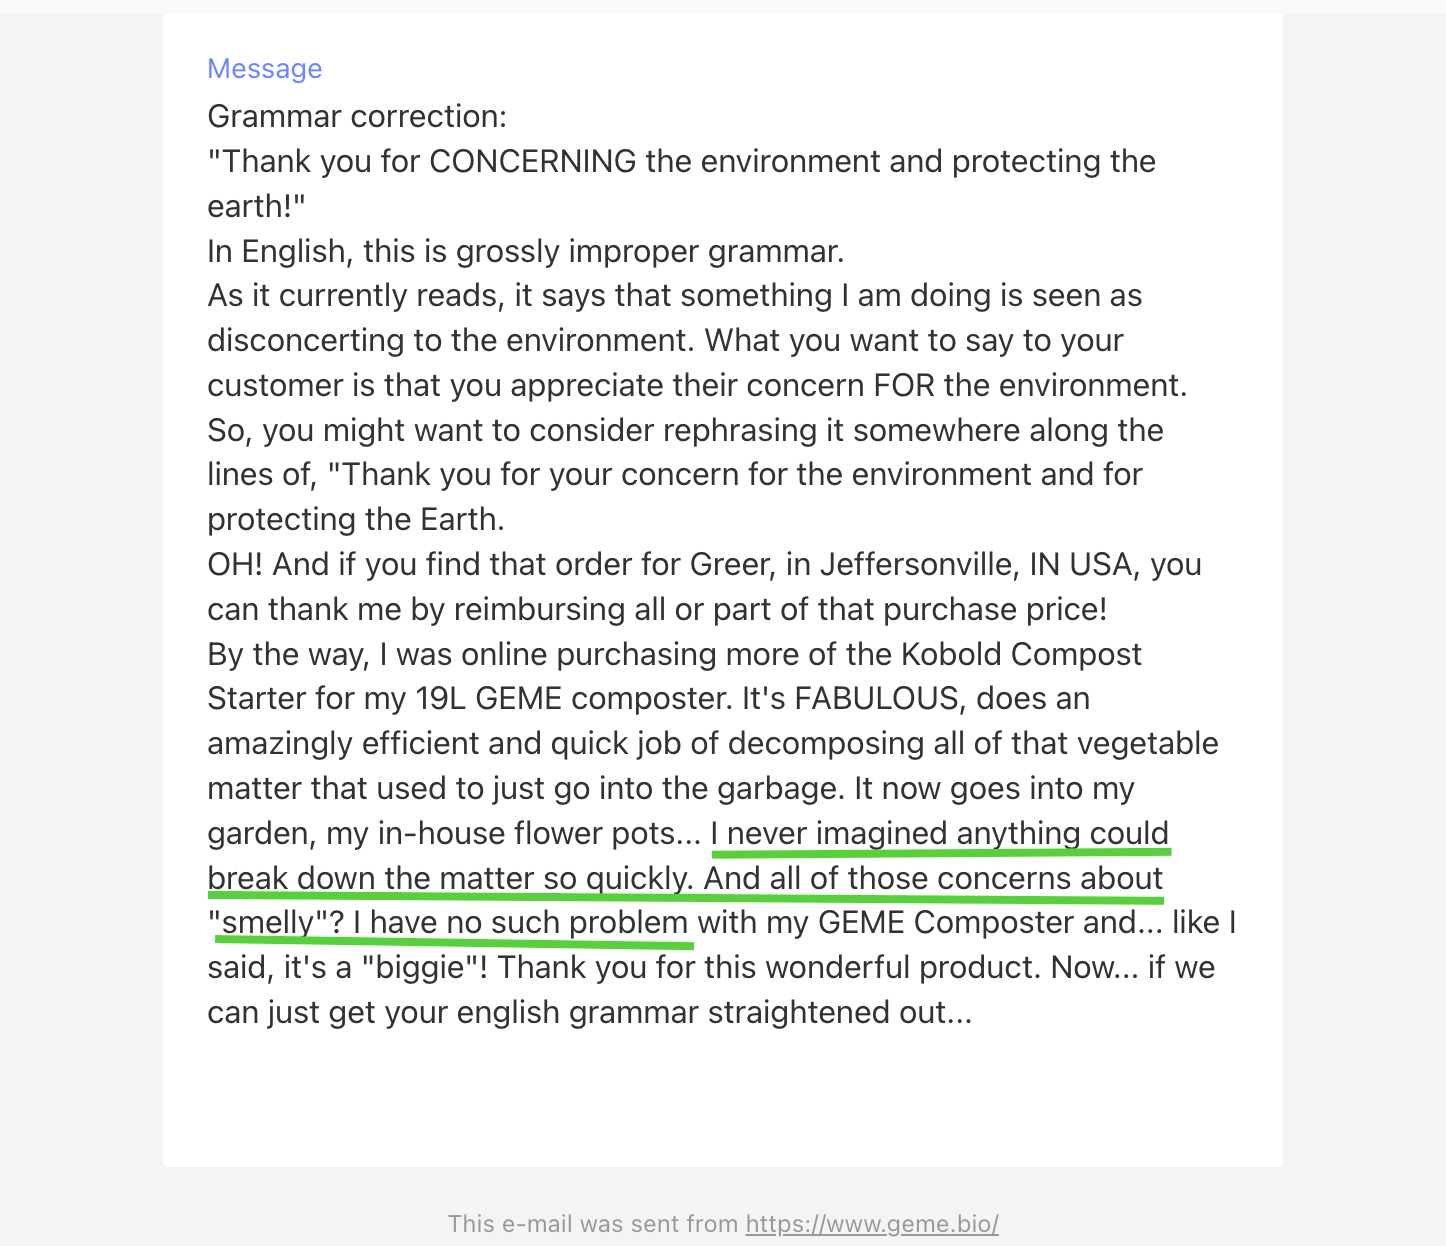 Message
Grammar correction:
"Thank you for CONCERNING the environment and protecting the
earth!"
In English, this is grossly improper grammar.
As it currently reads, it says that something I am doing is seen as
disconcerting to the environment. What you want to say to your
customer is that you appreciate their concern FOR the environment.
So, you might want to consider rephrasing it somewhere along the
lines of, "Thank you for your concern for the environment and for
protecting the Earth.
OH! And if you find that order for Greer, in Jeffersonville, IN USA, you
can thank me by reimbursing all or part of that purchase price!
By the way, I was online purchasing more of the Kobold Compost
Starter for my 19L GEME composter. It's FABULOUS, does an
amazingly efficient and quick job of decomposing all of that vegetable
matter that used to just go into the garbage. It now goes into my
garden, my in-house flower pots... I never imagined anything could
break down the matter so quickly. And all of those concerns about
"smelly"? I have no such problem with my GEME Composter and... like I
said, it's a "biggie"! Thank you for this wonderful product. Now... if we
can just get your english grammar straightened out...
This e-mail was sent from https://www.geme.bio/